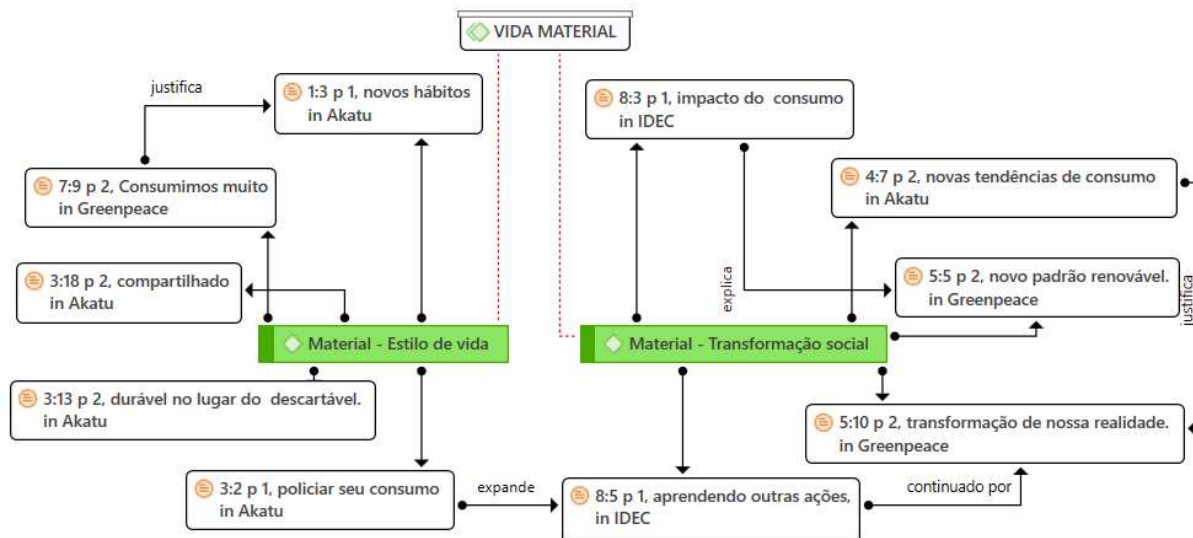 VIDA MATERIAL
justifica
1:3 p 1, novos hábitos
in Akatu
8:3 p 1, impacto do consumo
in IDEC
7:9 p 2, Consumimos muito
in Greenpeace
4:7 p 2, novas tendências de consumo
in Akatu
3:18 p 2, compartilhado
in Akatu
explica
5:5 p 2, novo padrão renovável.
in Greenpeace
justifica
Material - Estilo de vida
Material - Transformação social
3:13 p 2, durável no lugar do descartável.
in Akatu
5:10 p 2, transformação de nossa realidade.
in Greenpeace
3:2 p 1, policiar seu consumo
in Akatu
expande
8:5 p 1, aprendendo outras ações,
in IDEC
continuado por